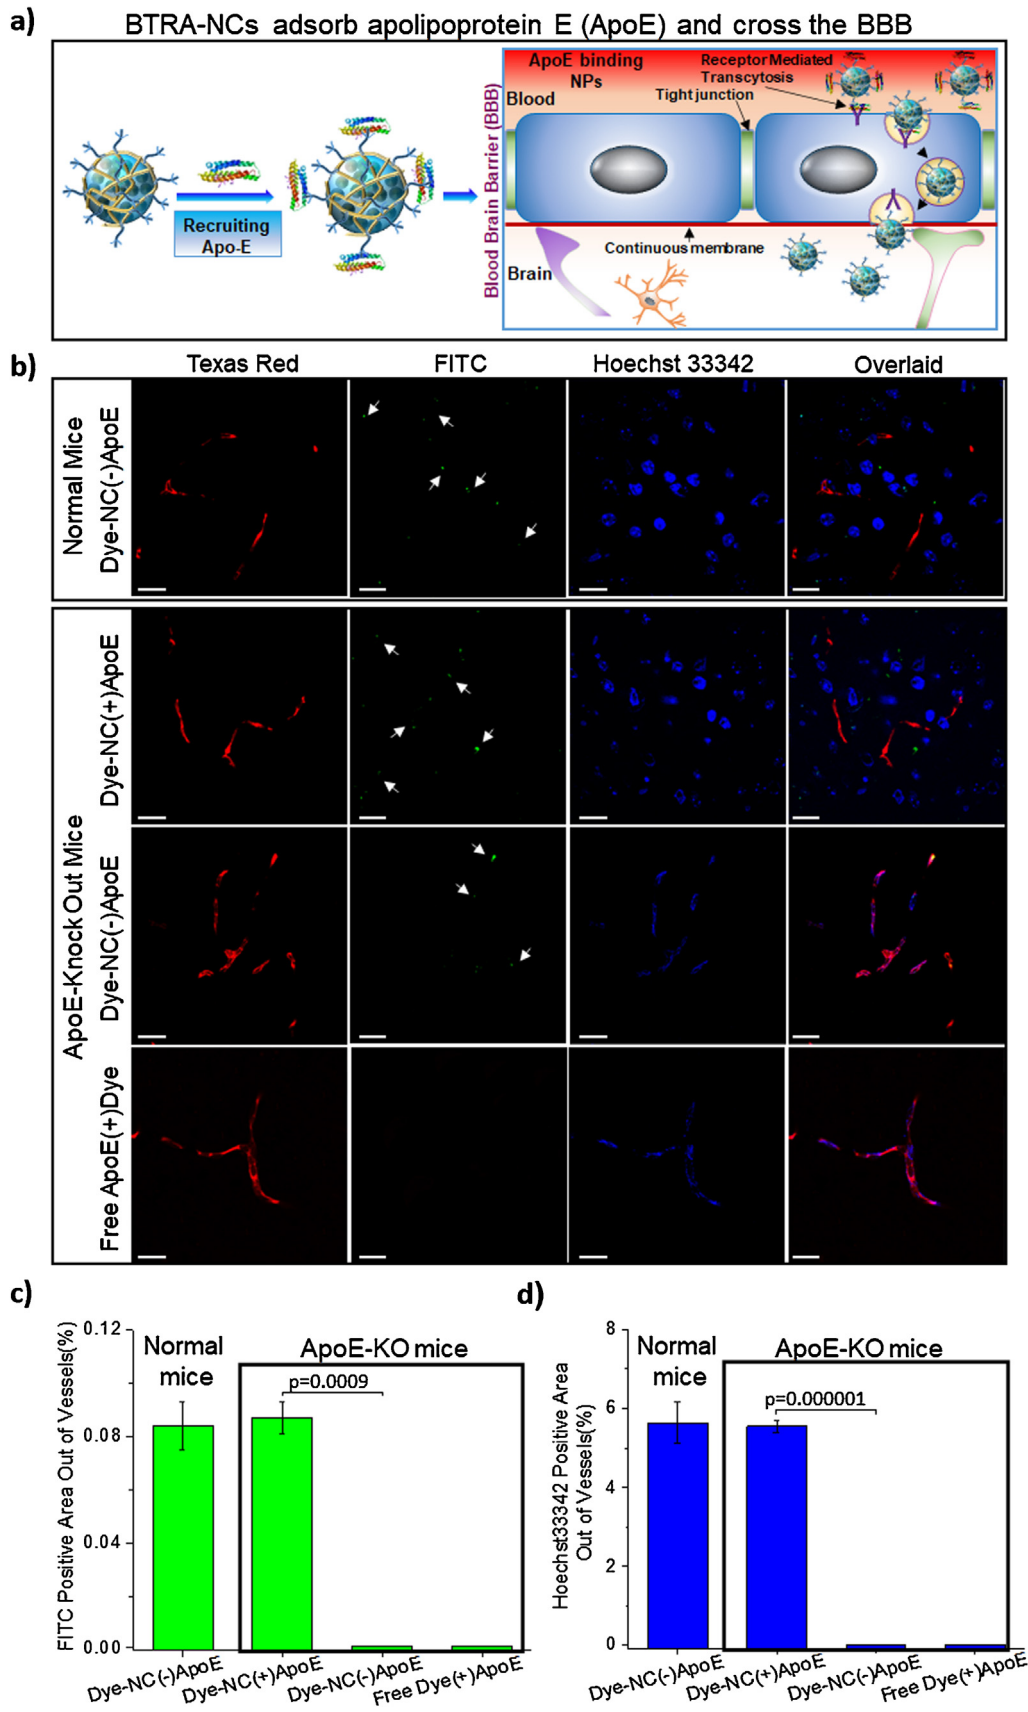 a)
BTRA-NCs adsorb apolipoprotein E (ApoE) and cross the BBB
Recruiting
Apo-E
Blood Brain Barrier (BBB)
ApoE binding
NPs
Blood
Receptor Mediated
Transcytosis
Tight junction
Continuous membrane
Brain
b)
Texas Red
FITC
Hoechst 33342
Overlaid
Normal Mice
Dye-NC(-)ApoE
ApoE-Knock Out Mice
Dye-NC(+)ApoE
Dye-NC(-)ApoE
Free ApoE(+)Dye
c)
FITC Positive Area Out of Vessels(%)
0.12
0.08
0.04
0.00
Normal
mice
ApoE-KO mice
p=0.0009
Dye-NC(-)ApoE
Dye-NC(+)ApoE
Dye-NC(-)ApoE
Free Dye(+)ApoE
d)
Hoechst33342 Positive Area
Out of Vessels(%)
8
6
4
2
0
Normal
mice
ApoE-KO mice
p=0.000001
Dye-NC(-)ApoE
Dye-NC(+)ApoE
Dye-NC(-)ApoE
Free Dye(+)ApoE